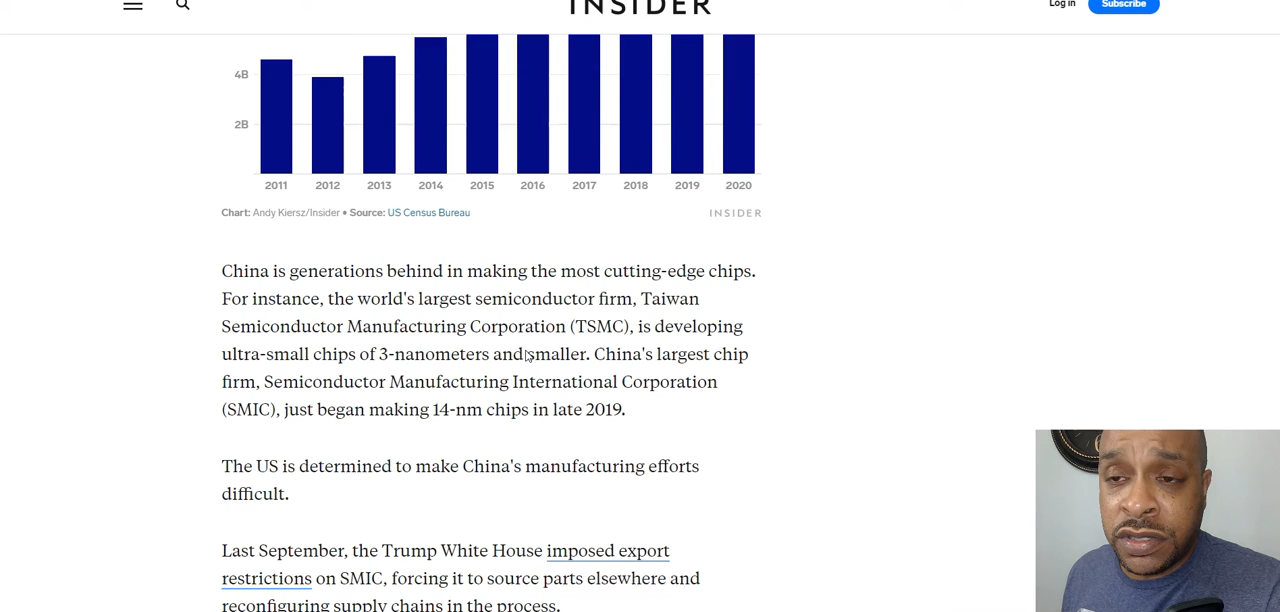 INSIDER
Log in
Subscribe
4B
2B
2011 2012 2013 2014 2015 2016 2017 2018 2019 2020
Chart: Andy Kiersz/Insider • Source: US Census Bureau
INSIDER
China is generations behind in making the most cutting-edge chips.
For instance, the world's largest semiconductor firm, Taiwan
Semiconductor Manufacturing Corporation (TSMC), is developing
ultra-small chips of 3-nanometers and smaller. China's largest chip
firm, Semiconductor Manufacturing International Corporation
(SMIC), just began making 14-nm chips in late 2019.
The US is determined to make China's manufacturing efforts
difficult.
Last September, the Trump White House imposed export
restrictions on SMIC, forcing it to source parts elsewhere and
reconfiguring supply chains in the process.